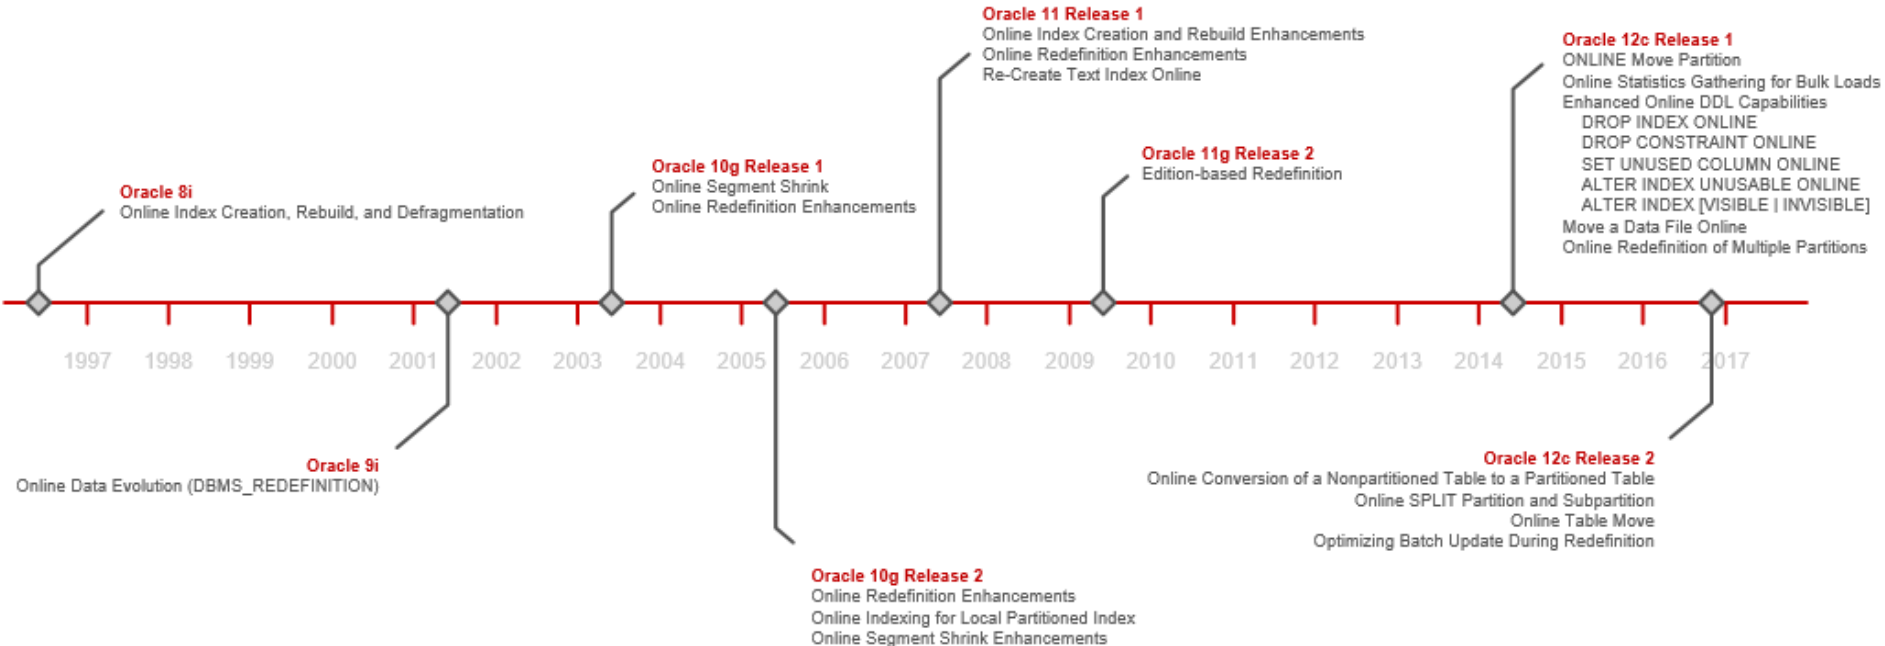 Oracle 11 Release 1
Online Index Creation and Rebuild Enhancements
Online Redefinition Enhancements
Re-Create Text Index Online
Oracle 12c Release 1
ONLINE Move Partition
Online Statistics Gathering for Bulk Loads
Enhanced Online DDL Capabilities
DROP INDEX ONLINE
DROP CONSTRAINT ONLINE
SET UNUSED COLUMN ONLINE
ALTER INDEX UNUSABLE ONLINE
ALTER INDEX [VISIBLE | INVISIBLE]
Move a Data File Online
Online Redefinition of Multiple Partitions
Oracle 11g Release 2
Edition-based Redefinition
Oracle 10g Release 1
Online Segment Shrink
Online Redefinition Enhancements
Oracle 8i
Online Index Creation, Rebuild, and Defragmentation
1997 1998 1999 2000 2001 2002 2003 2004 2005 2006 2007 2008 2009 2010 2011 2012 2013 2014 2015 2016 2017
Oracle 9i
Online Data Evolution (DBMS_REDEFINITION)
Oracle 12c Release 2
Online Conversion of a Nonpartitioned Table to a Partitioned Table
Online SPLIT Partition and Subpartition
Online Table Move
Optimizing Batch Update During Redefinition
Oracle 10g Release 2
Online Redefinition Enhancements
Online Indexing for Local Partitioned Index
Online Segment Shrink Enhancements